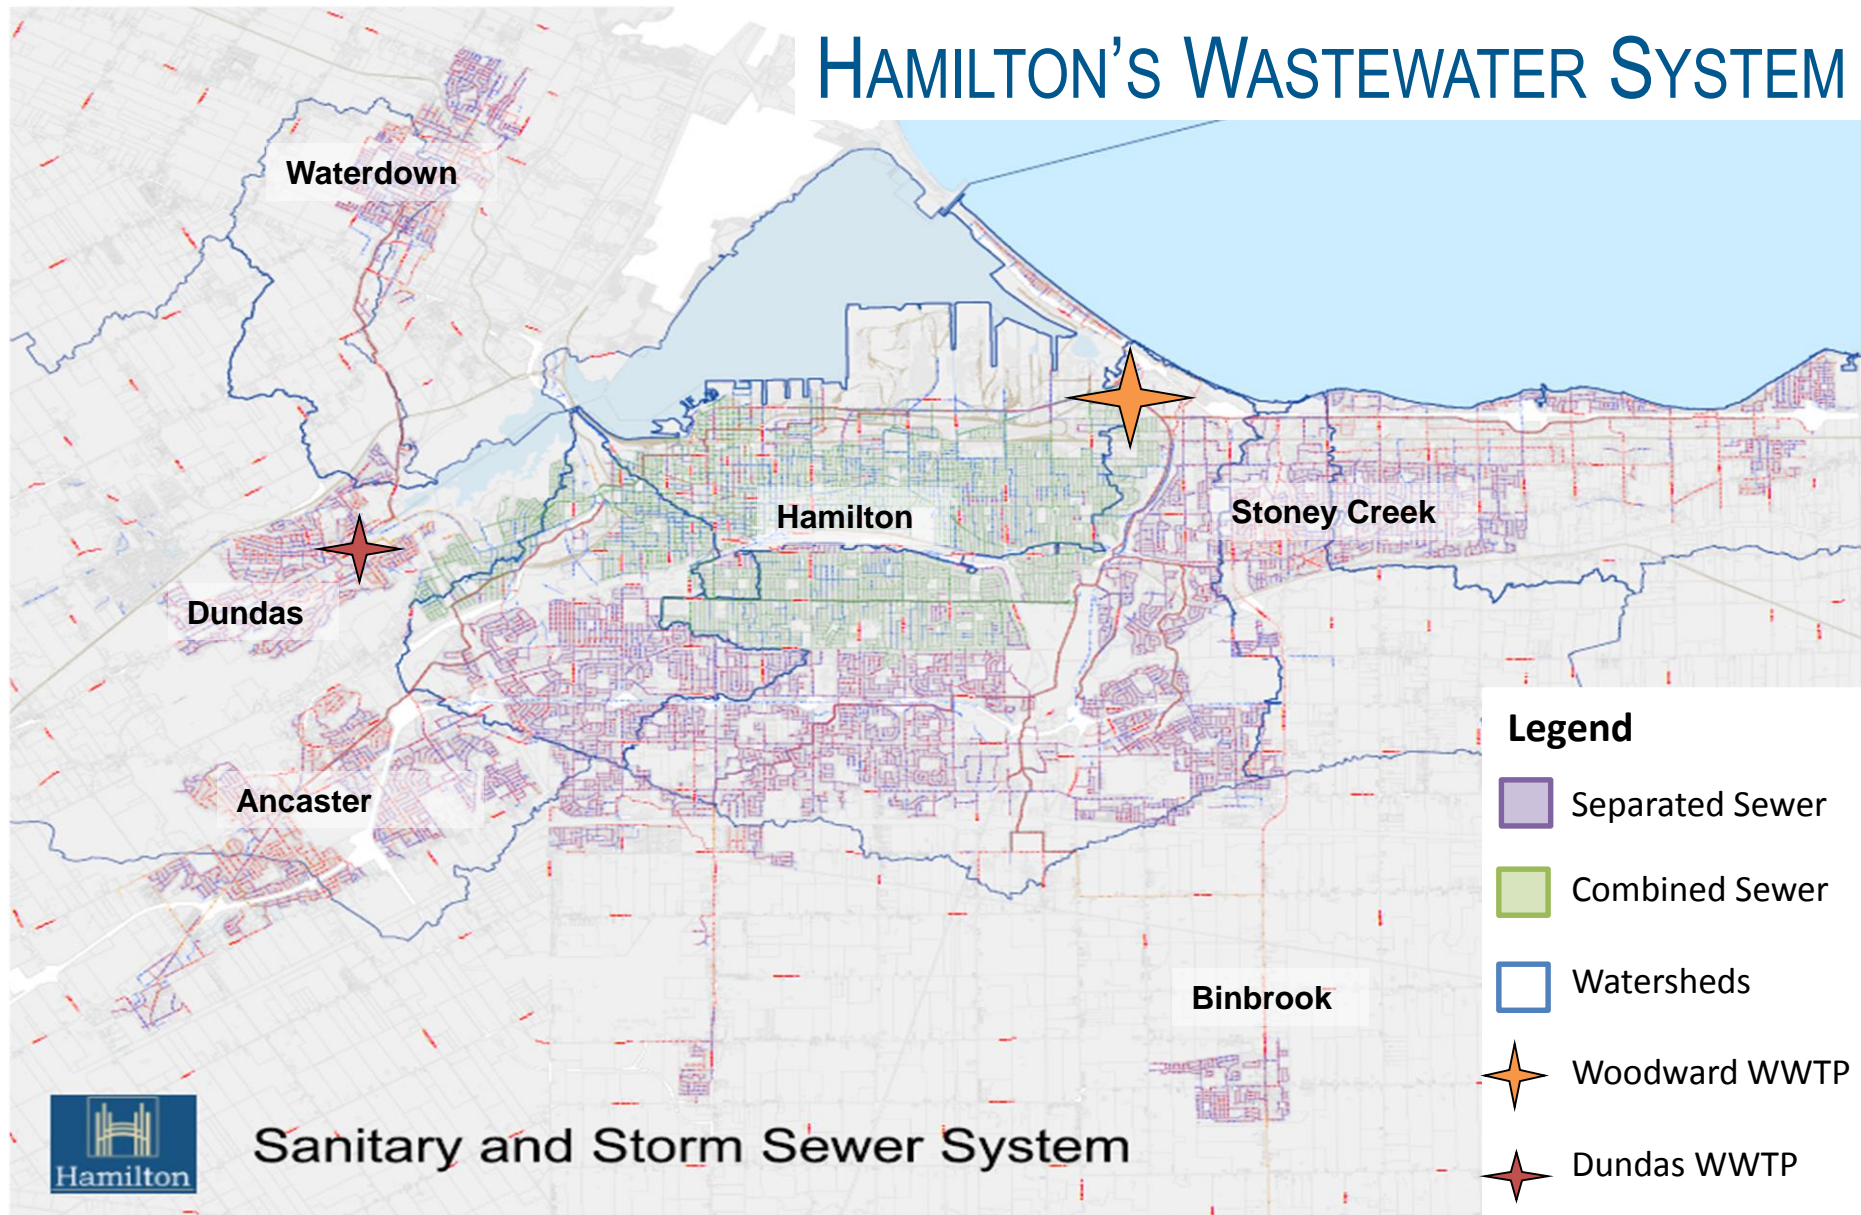 HAMILTON'S WASTEWATER SYSTEM
Waterdown
Hamilton
Stoney Creek
Dundas
Ancaster
Binbrook
Legend
Separated Sewer
Combined Sewer
Watersheds
Woodward WWTP
Dundas WWTP
Hamilton
Sanitary and Storm Sewer System